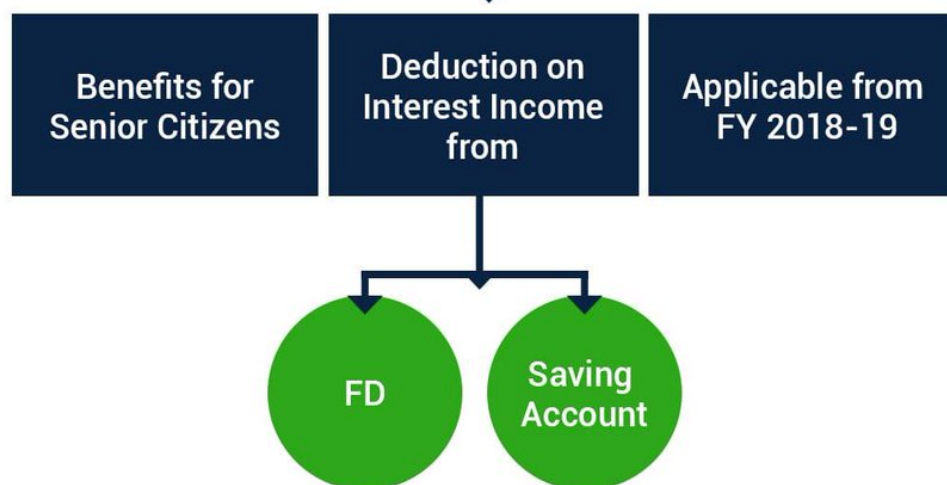 Benefits for
Senior Citizens
Deduction on
Interest Income
from
Applicable from
FY 2018-19
FD
Saving
Account